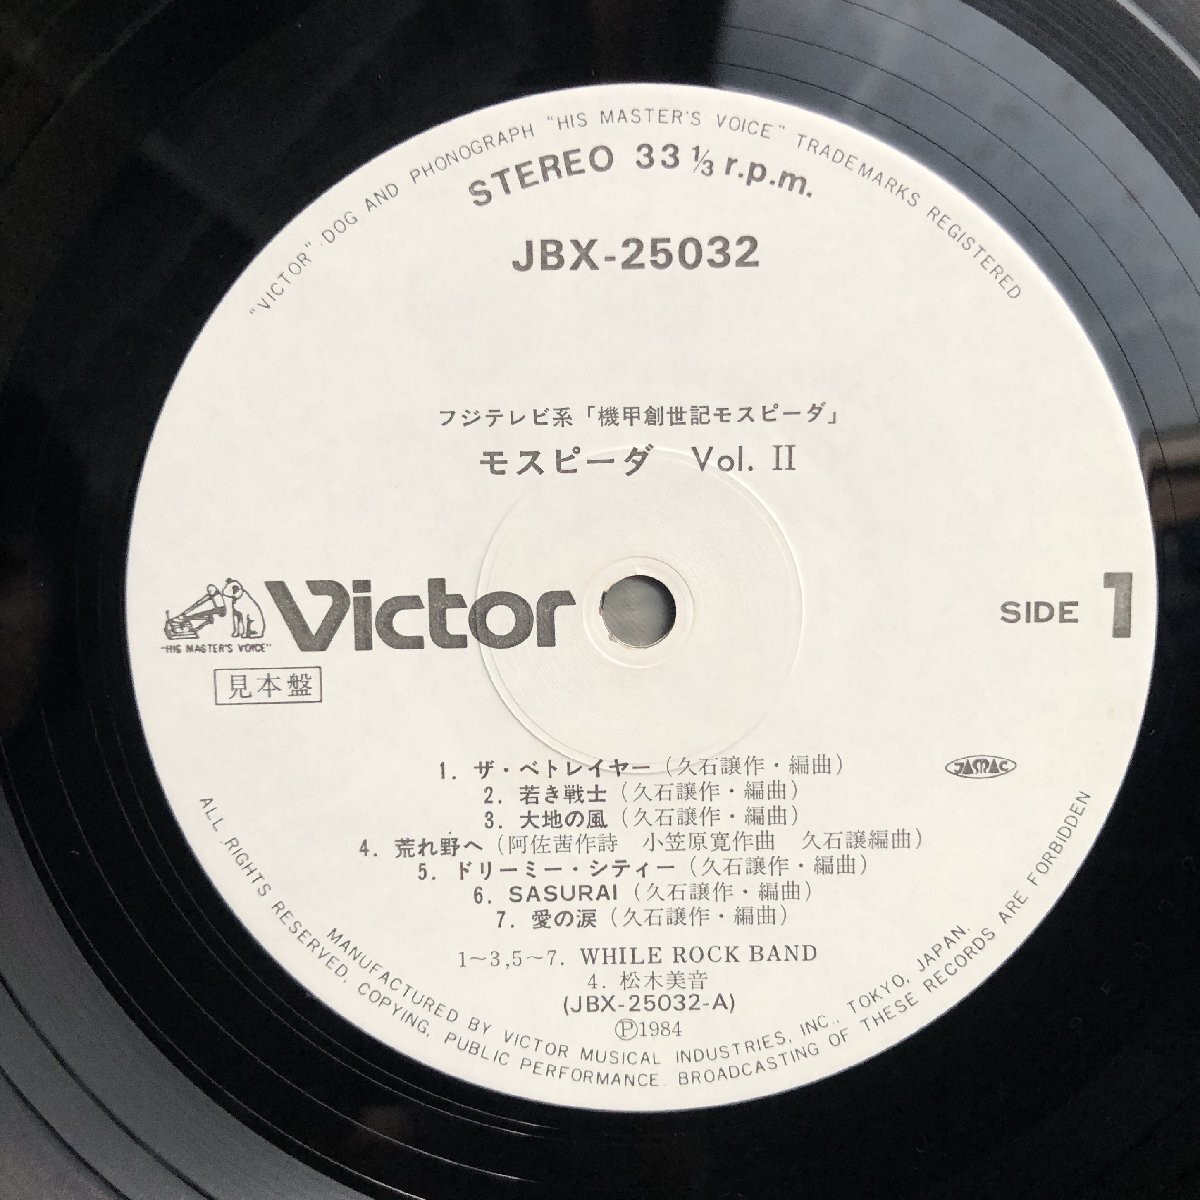 "VICTOR" DOG AND PHONOGRAPH "HIS MASTER'S VOICE" TRADEMARKS REGISTERED
STEREO 33 1/3 r.p.m.
JBX-25032
フジテレビ系「機甲創世記モスピーダ」
モスピーダ Vol. II
"HIS MASTER'S VOICE"
Victor
SIDE 1
見本盤
1. ザ・ベトレイヤー(久石譲作・編曲)
JASRAC
2. 若き戦士(久石譲作・編曲)
3. 大地の風(久石譲作・編曲)
4. 荒れ野へ(阿佐茜作詩 小笠原寛作曲 久石譲編曲)
5. ドリーミー・シティー(久石譲作・編曲)
6. SASURAI(久石譲作・編曲)
7. 愛の涙(久石譲作・編曲)
1~3,5~7. WHILE ROCK BAND
4. 松木美音
(JBX-25032-A)
Ⓟ1984
MANUFACTURED BY VICTOR MUSICAL INDUSTRIES, INC., TOKYO, JAPAN.
ALL RIGHTS RESERVED, COPYING, PUBLIC PERFORMANCE. BROADCASTING OF THESE RECORDS ARE FORBIDDEN